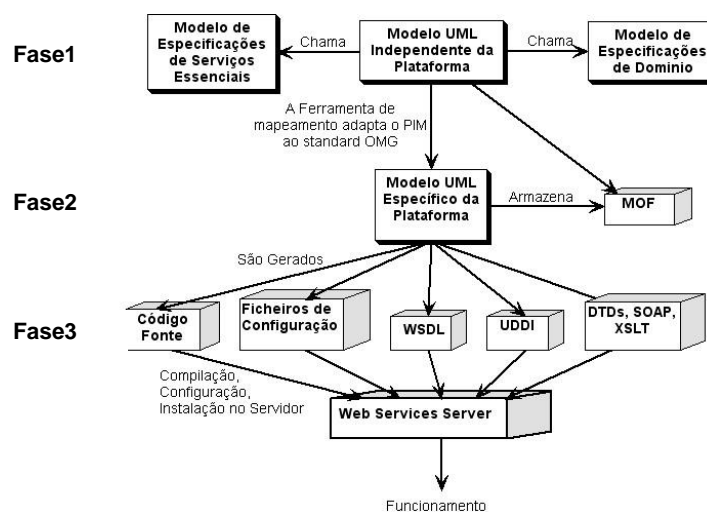 Fase1
Modelo de
Especificações
de Serviços
Essenciais
Chama
Modelo UML
Independente da
Plataforma
Chama
Modelo de
Especificações
de Dominio
A Ferramenta de
mapeamento adapta o PIM
ao standard OMG
Fase2
Modelo UML
Específico da
Plataforma
Armazena
MOF
São Gerados
Fase3
Código
Fonte
Ficheiros de
Configuração
WSDL
UDDI
DTDs, SOAP,
XSLT
Compilação,
Configuração,
Instalação no Servidor
Web Services Server
Funcionamento